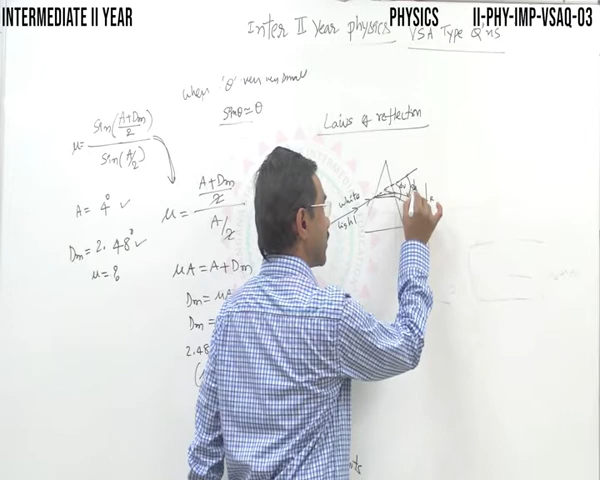 INTERMEDIATE II YEAR
PHYSICS
II-PHY-IMP-VSAQ-03
Inter II Year physics VSA Type Q'ns
when 'θ' very very small
sinθ ≈ θ
Laws of reflection
μ = Sin((A+Dm)/2) / Sin(A/2)
μ = ((A+Dm)/2) / (A/2)
A = 4° ✓
Dm = 2.48° ✓
μ = ?
μA = A+Dm
Dm = μA
Dm =
2.48
white
light